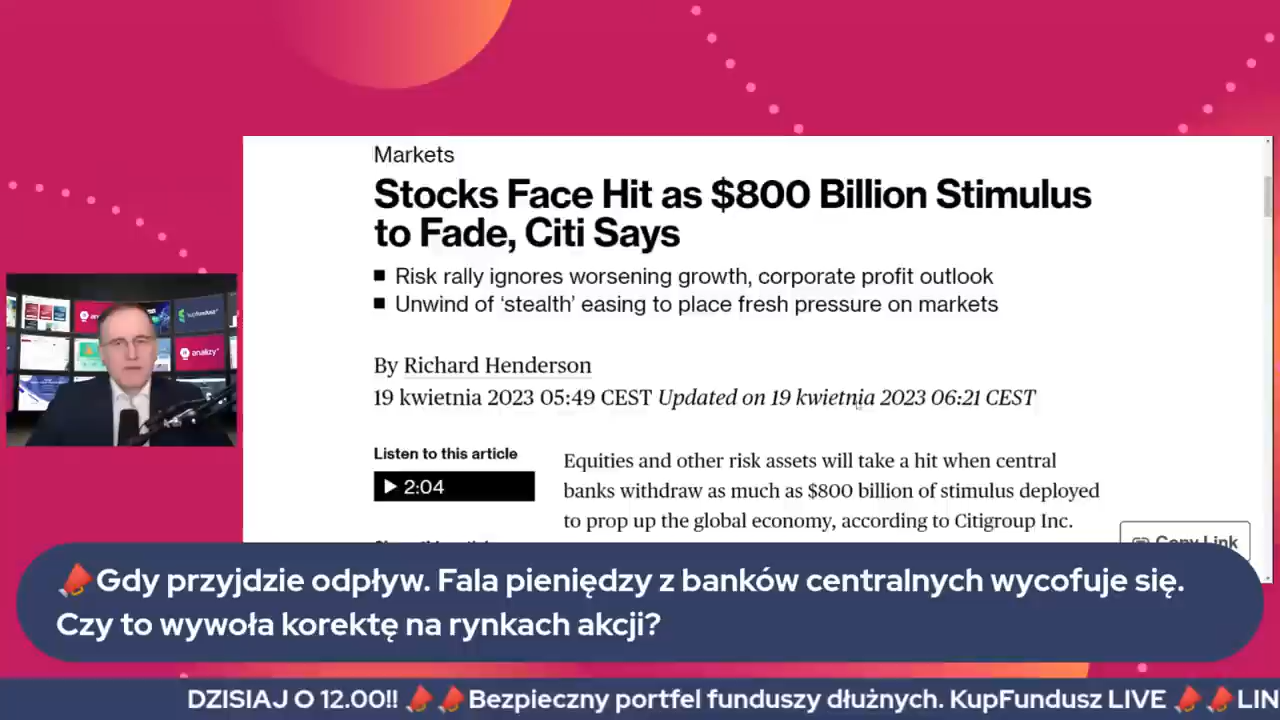 Markets
Stocks Face Hit as $800 Billion Stimulus
to Fade, Citi Says
Risk rally ignores worsening growth, corporate profit outlook
Unwind of ‘stealth’ easing to place fresh pressure on markets
By Richard Henderson
19 kwietnia 2023 05:49 CEST Updated on 19 kwietnia 2023 06:21 CEST
Listen to this article
2:04
Equities and other risk assets will take a hit when central
banks withdraw as much as $800 billion of stimulus deployed
to prop up the global economy, according to Citigroup Inc.
Copy Link
kupfundusz
analizy
Gdy przyjdzie odpływ. Fala pieniędzy z banków centralnych wycofuje się.
Czy to wywoła korektę na rynkach akcji?
DZISIAJ O 12.00!! Bezpieczny portfel funduszy dłużnych. KupFundusz LIVE LIN